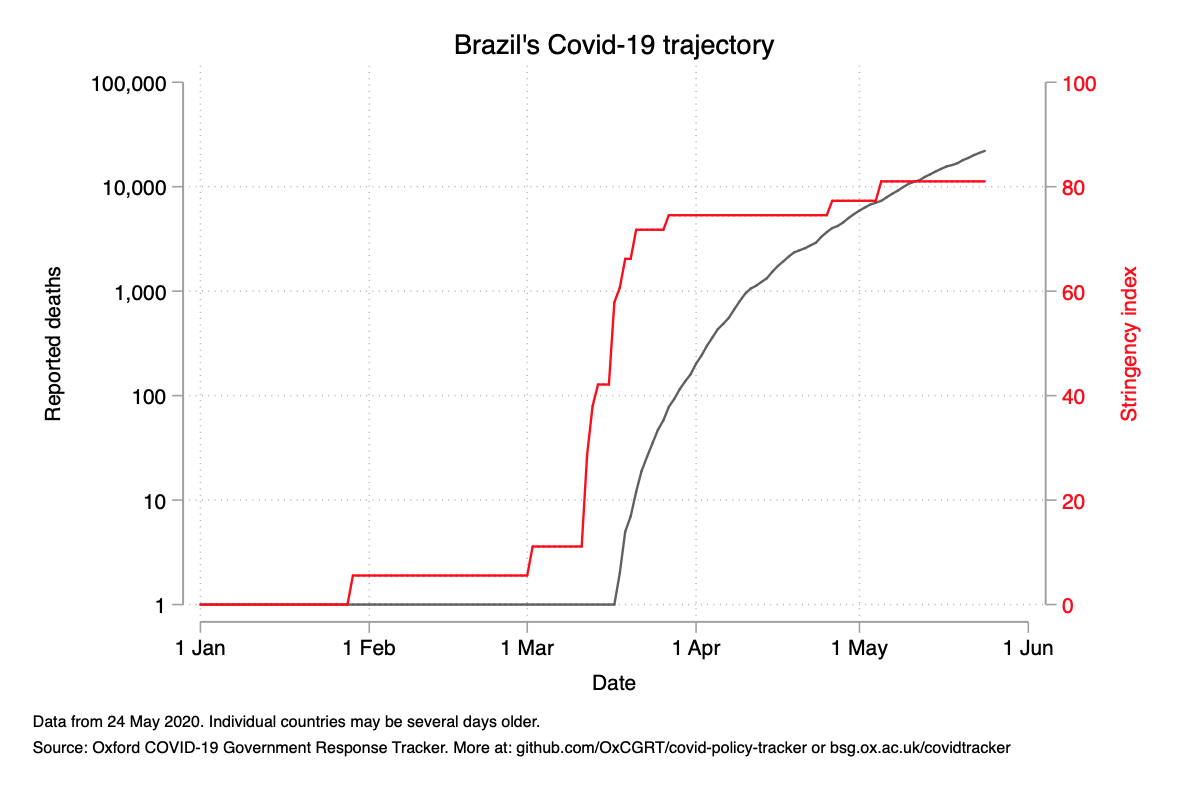 Brazil's Covid-19 trajectory
100,000
10,000
1,000
100
10
1
Reported deaths
100
80
60
40
20
0
Stringency index
1 Jan 1 Feb 1 Mar 1 Apr 1 May 1 Jun
Date
Data from 24 May 2020. Individual countries may be several days older.
Source: Oxford COVID-19 Government Response Tracker. More at: github.com/OxCGRT/covid-policy-tracker or bsg.ox.ac.uk/covidtracker